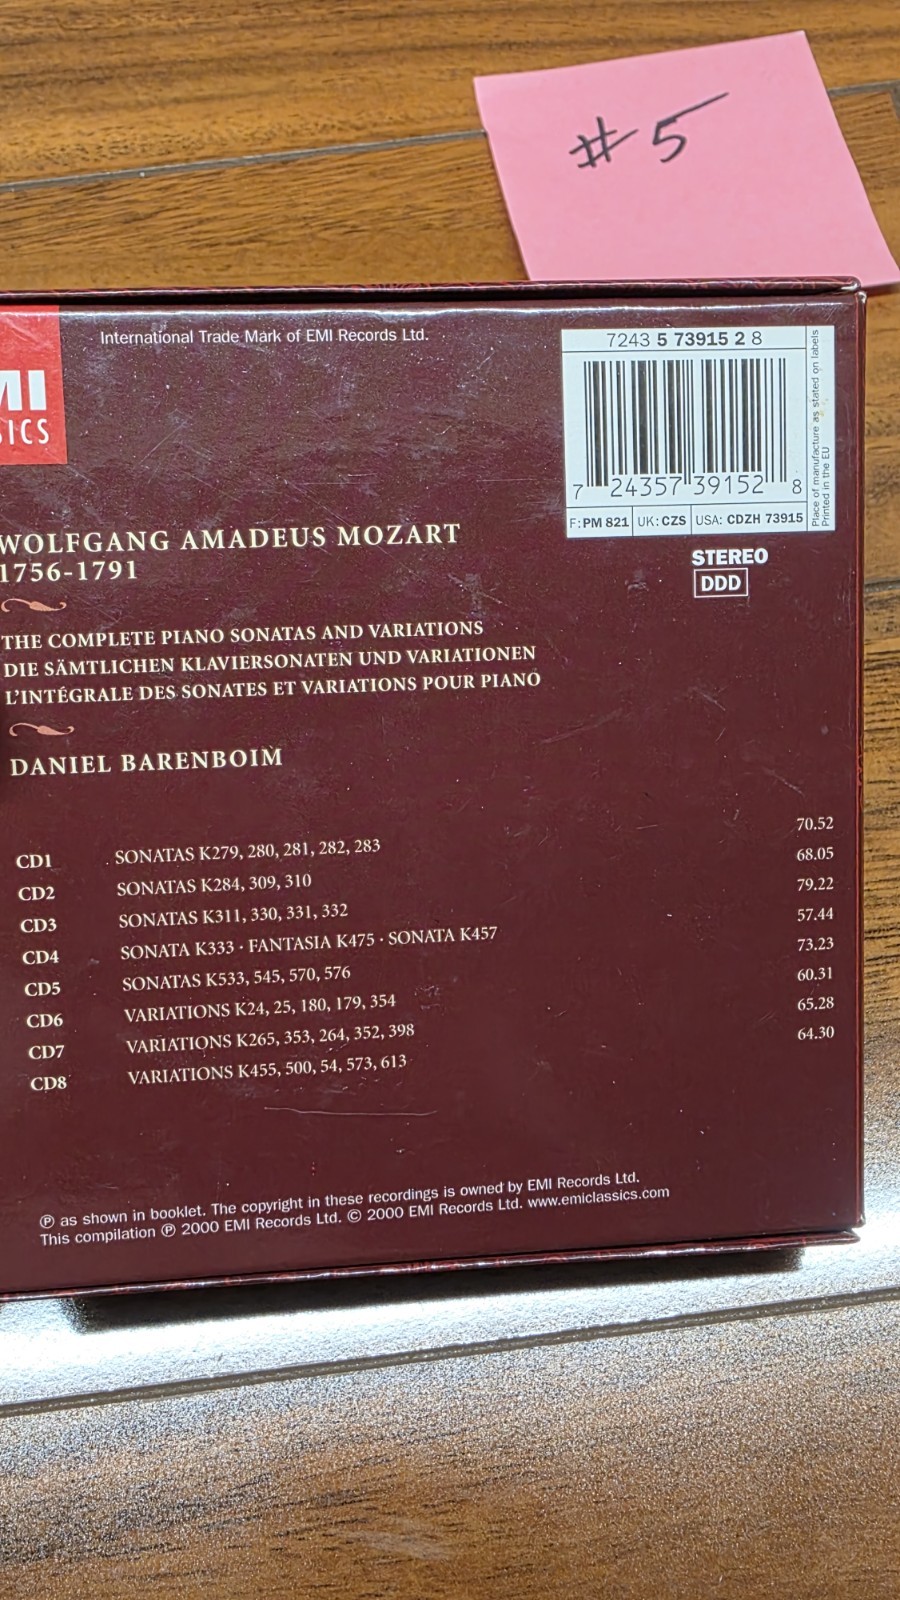 #5
International Trade Mark of EMI Records Ltd.
MI
SICS
7243 5 73915 2 8
7 24357 39152 8
F: PM 821 UK: CZS USA: CDZH 73915
Place of manufacture as stated on labels
Printed in the EU
STEREO
DDD
WOLFGANG AMADEUS MOZART
1756-1791
THE COMPLETE PIANO SONATAS AND VARIATIONS
DIE SÄMTLICHEN KLAVIERSONATEN UND VARIATIONEN
L'INTÉGRALE DES SONATES ET VARIATIONS POUR PIANO
DANIEL BARENBOIM
CD1 SONATAS K279, 280, 281, 282, 283 70.52
CD2 SONATAS K284, 309, 310 68.05
CD3 SONATAS K311, 330, 331, 332 79.22
CD4 SONATA K333 · FANTASIA K475 · SONATA K457 57.44
CD5 SONATAS K533, 545, 570, 576 73.23
CD6 VARIATIONS K24, 25, 180, 179, 354 60.31
CD7 VARIATIONS K265, 353, 264, 352, 398 65.28
CD8 VARIATIONS K455, 500, 54, 573, 613 64.30
℗ as shown in booklet. The copyright in these recordings is owned by EMI Records Ltd.
This compilation ℗ 2000 EMI Records Ltd. © 2000 EMI Records Ltd. www.emiclassics.com